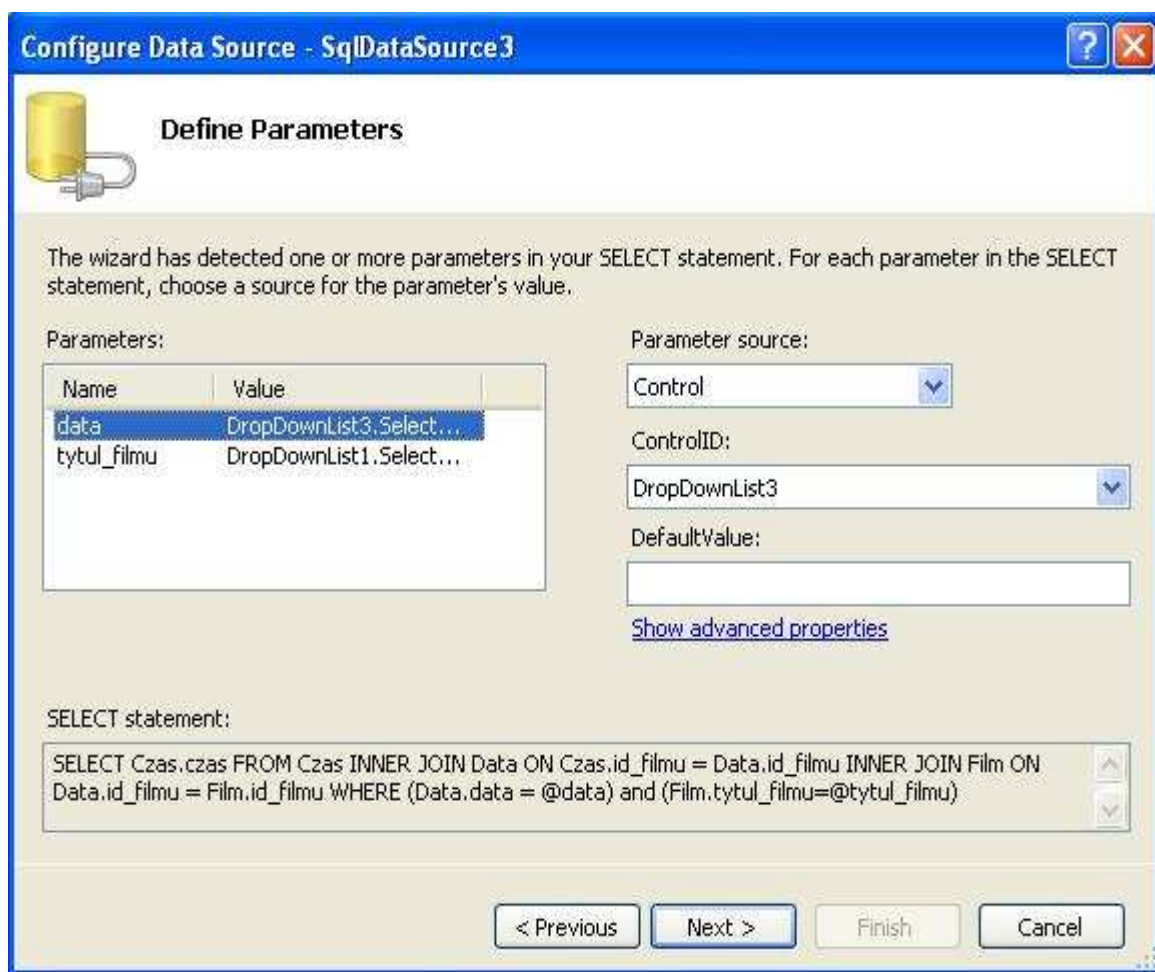 Configure Data Source - SqlDataSource3
Define Parameters
The wizard has detected one or more parameters in your SELECT statement. For each parameter in the SELECT
statement, choose a source for the parameter's value.
Parameters:
Name Value
data DropDownList3.Select...
tytul_filmu DropDownList1.Select...
Parameter source:
Control
ControlID:
DropDownList3
DefaultValue:
Show advanced properties
SELECT statement:
SELECT Czas.czas FROM Czas INNER JOIN Data ON Czas.id_filmu = Data.id_filmu INNER JOIN Film ON
Data.id_filmu = Film.id_filmu WHERE (Data.data = @data) and (Film.tytul_filmu=@tytul_filmu)
< Previous Next > Finish Cancel